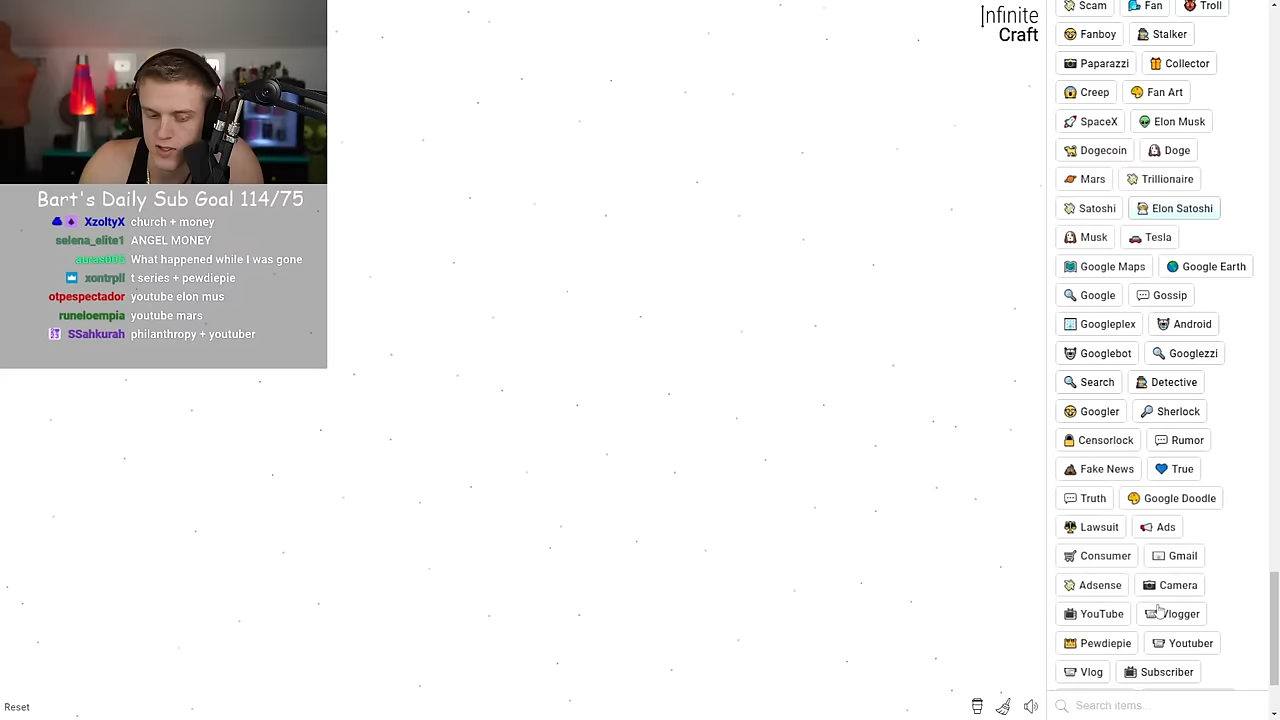 Infinite
Craft
Bart's Daily Sub Goal 114/75
XzoltyX church + money
selena_elite1 ANGEL MONEY
What happened while I was gone
xontrpll t series + pewdiepie
otpespectador youtube elon mus
runeloempia youtube mars
SSahkurah philanthropy + youtuber
Reset
Scam Fan Troll
Fanboy Stalker
Paparazzi Collector
Creep Fan Art
SpaceX Elon Musk
Dogecoin Doge
Mars Trillionaire
Satoshi Elon Satoshi
Musk Tesla
Google Maps Google Earth
Google Gossip
Googleplex Android
Googlebot Googlezzi
Search Detective
Googler Sherlock
Censorlock Rumor
Fake News True
Truth Google Doodle
Lawsuit Ads
Consumer Gmail
Adsense Camera
YouTube Vlogger
Pewdiepie Youtuber
Vlog Subscriber
Search items...